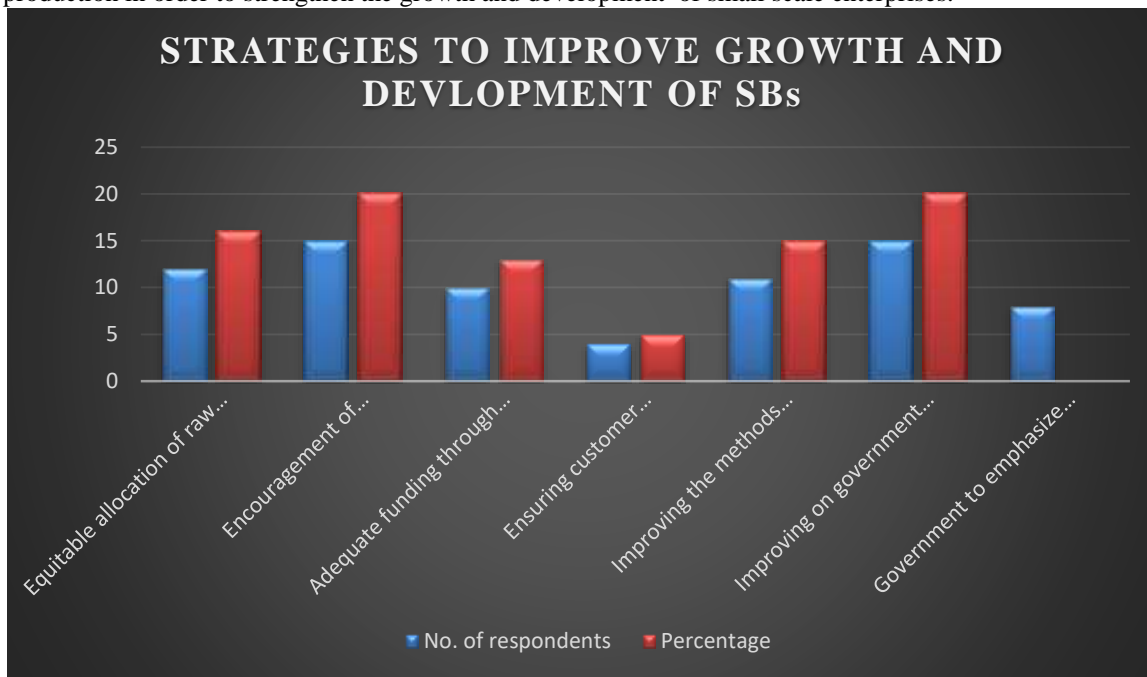 production in order to strengthen the growth and development of small scale enterprises.
STRATEGIES TO IMPROVE GROWTH AND
DEVLOPMENT OF SBs
25
20
15
10
5
0
Equitable allocation of raw...
Encouragement of...
Adequate funding through...
Ensuring customer...
Improving the methods...
Improving on government...
Government to emphasize...
No. of respondents
Percentage